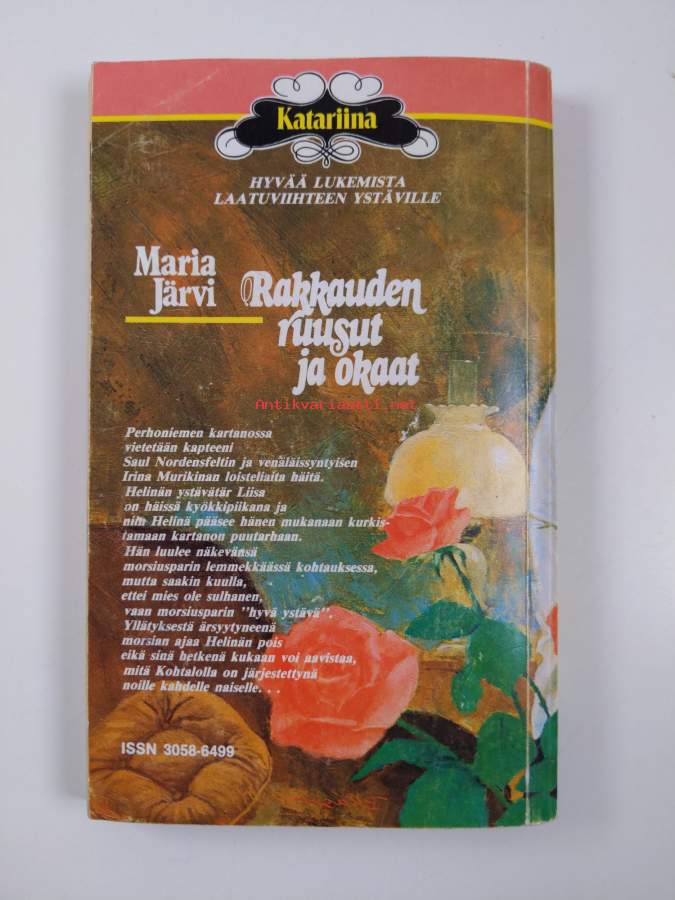 Katariina
HYVÄÄ LUKEMISTA
LAATUVIIHTEEN YSTÄVILLE
Maria
Järvi
Rakkauden
ruusut
ja okaat
Antikvariaatti.net
Perhoniemen kartanossa
vietetään kapteeni
Saul Nordensfeltin ja venäläissyntyisen
Irina Murikinan loisteliaita häitä.
Helinän ystävätär Liisa
on häissä kyökkipiikana ja
niin Helinä pääsee hänen mukanaan kurkis-
tamaan kartanon puutarhaan.
Hän luulee näkevänsä
morsiusparin lemmekkäässä kohtauksessa,
mutta saakin kuulla,
ettei mies ole sulhanen,
vaan morsiusparin "hyvä ystävä".
Yllätyksestä ärsyytyneenä
morsian ajaa Helinän pois
eikä sinä hetkenä kukaan voi aavistaa,
mitä Kohtalolla on järjestettynä
noille kahdelle naiselle. . .
ISSN 3058-6499